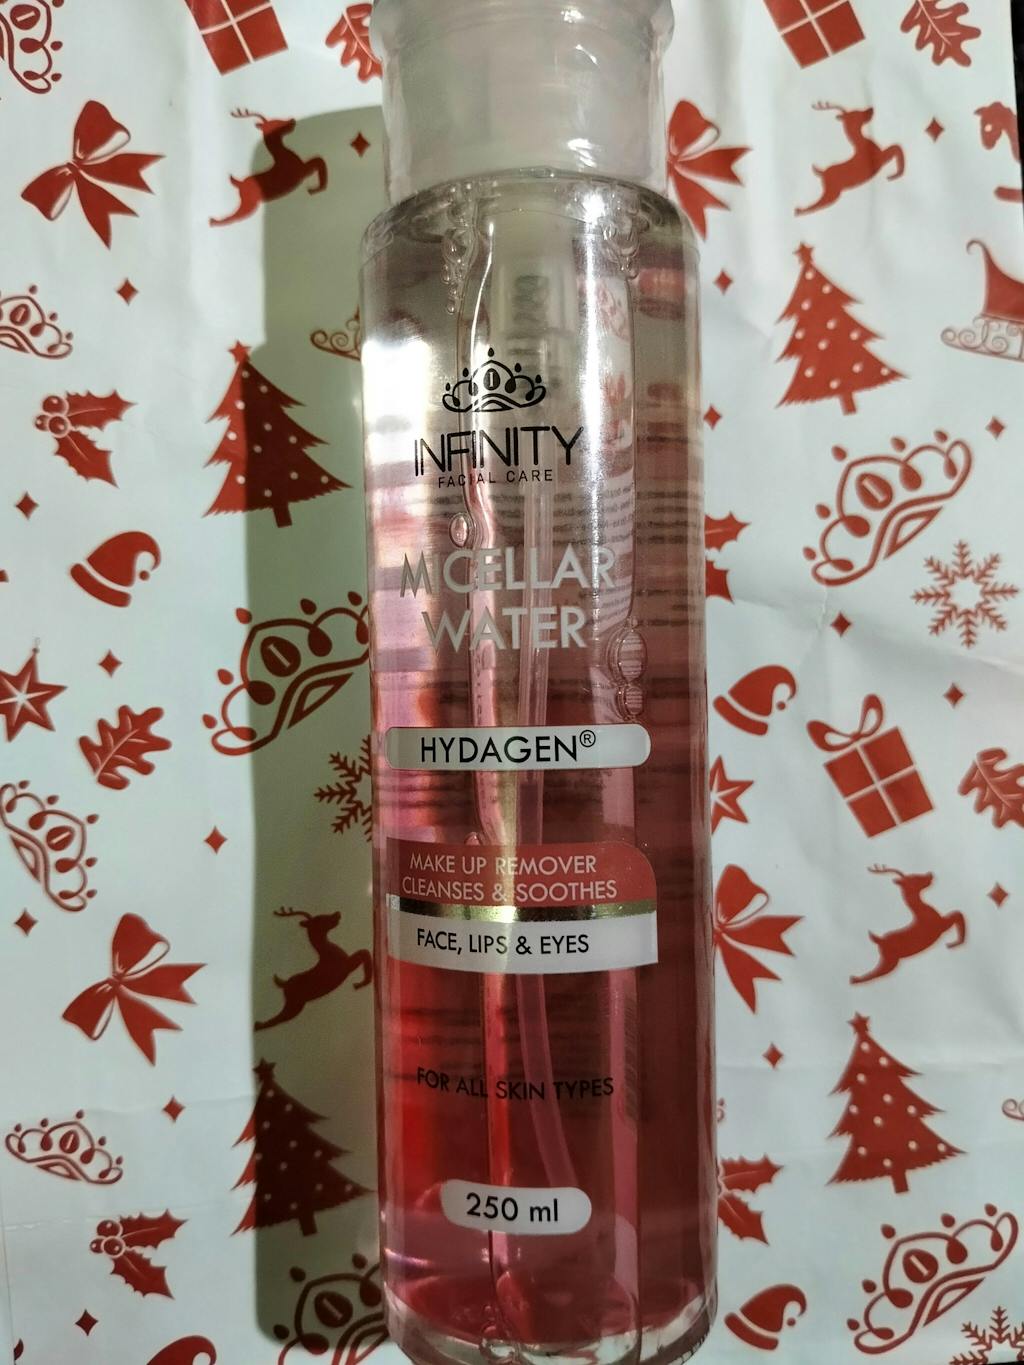 INFINITY
FACIAL CARE
MICELLAR
WATER
HYDAGEN®
MAKE UP REMOVER
CLEANSES & SOOTHES
FACE, LIPS & EYES
FOR ALL SKIN TYPES
250 ml